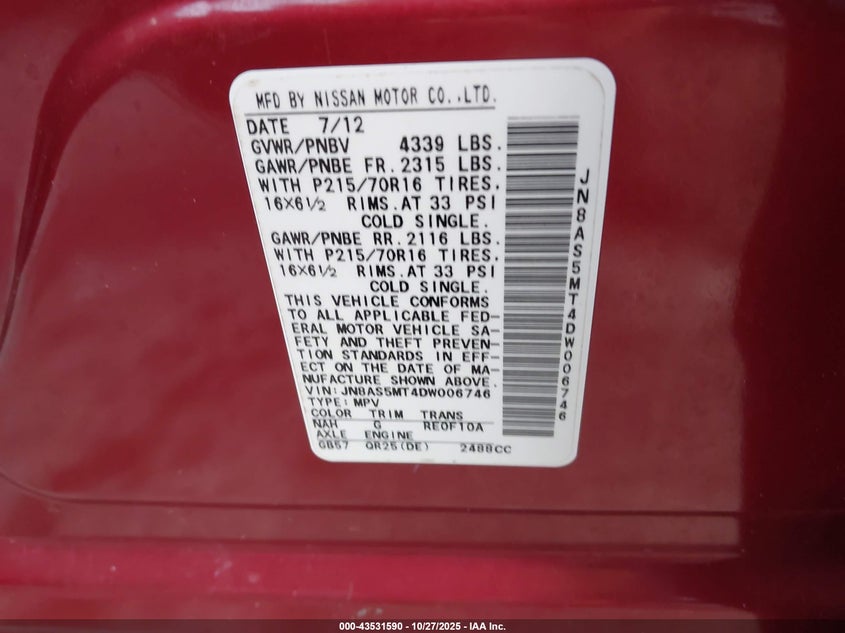 MFD BY NISSAN MOTOR CO.,LTD.
DATE 7/12
GVWR/PNBV 4339 LBS.
GAWR/PNBE FR. 2315 LBS.
WITH P215/70R16 TIRES.
16×6½ RIMS.AT 33 PSI
COLD SINGLE.
GAWR/PNBE RR. 2116 LBS.
WITH P215/70R16 TIRES.
16×6½ RIMS.AT 33 PSI
COLD SINGLE.
THIS VEHICLE CONFORMS
TO ALL APPLICABLE FED-
ERAL MOTOR VEHICLE SA-
FETY AND THEFT PREVEN-
TION STANDARDS IN EFF-
ECT ON THE DATE OF MA-
NUFACTURE SHOWN ABOVE.
VIN:JN8AS5MT4DW006746
TYPE:MPV
COLOR TRIM TRANS
NAH G RE0F10A
AXLE ENGINE
GB57 QR25(DE) 2488CC
JN8AS5MT4DW006746
000-43531590 - 10/27/2025 - IAA Inc.